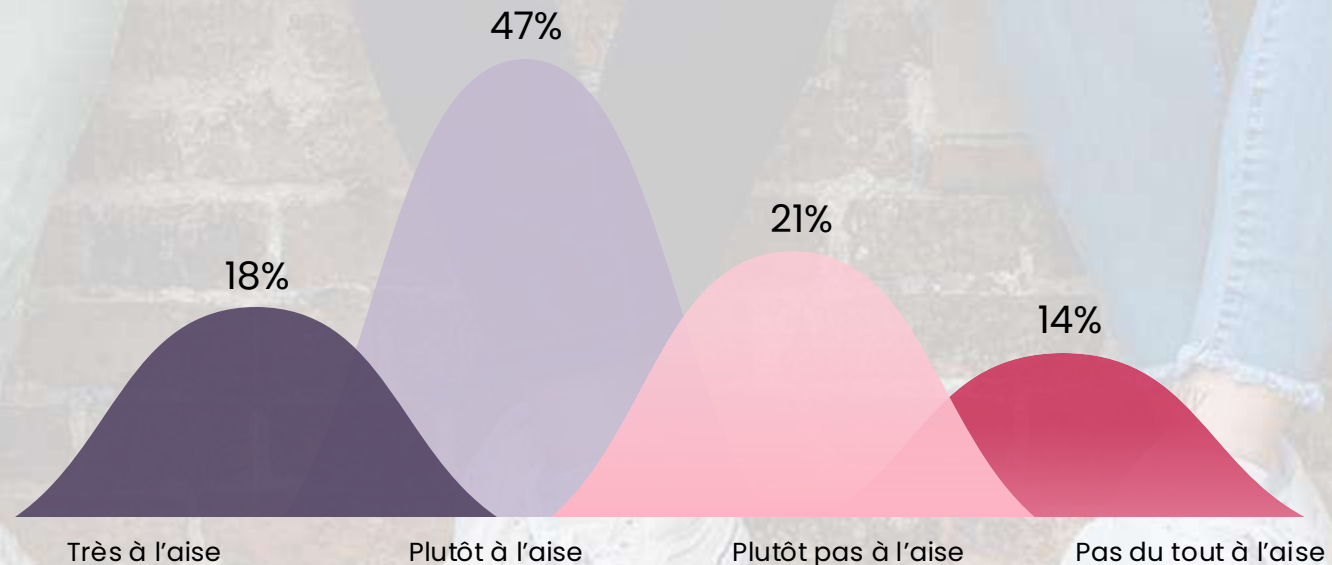 47%
21%
18%
14%
Très à l'aise
Plutôt à l'aise
Plutôt pas à l'aise
Pas du tout à l'aise